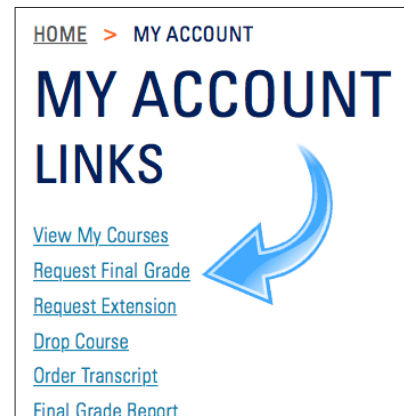 HOME > MY ACCOUNT
MY ACCOUNT
LINKS
View My Courses
Request Final Grade
Request Extension
Drop Course
Order Transcript
Final Grade Report